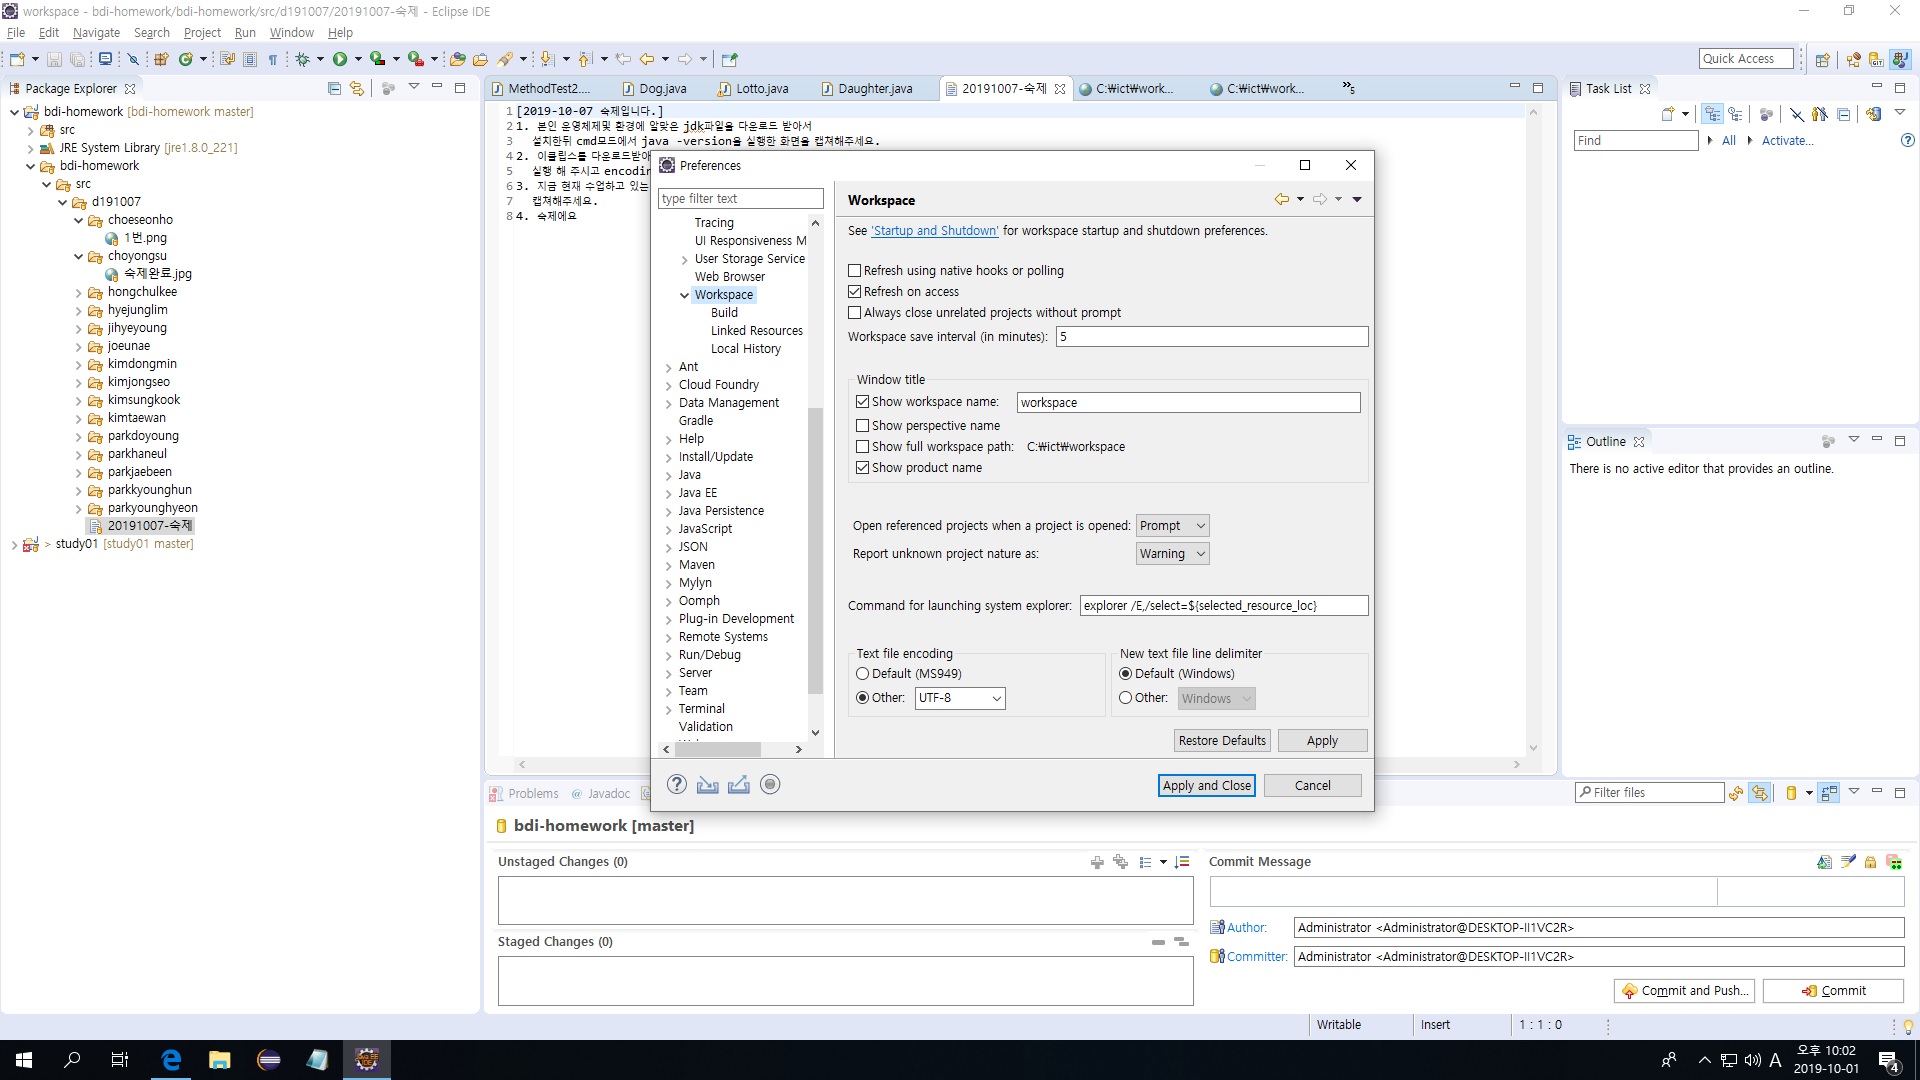 workspace - bdi-homework/bdi-homework/src/d191007/20191007-숙제 - Eclipse IDE
File Edit Navigate Search Project Run Window Help
Quick Access
Package Explorer
bdi-homework [bdi-homework master]
src
JRE System Library [jre1.8.0_221]
bdi-homework
src
d191007
choeseonho
1번.png
choyongsu
숙제완료.jpg
hongchulkee
hyejunglim
jihyeyoung
joeunae
kimdongmin
kimjongseo
kimsungkook
kimtaewan
parkdoyoung
parkhaneul
parkjaebeen
parkkyounghun
parkyounghyeon
20191007-숙제
> study01 [study01 master]
MethodTest2.... Dog.java Lotto.java Daughter.java 20191007-숙제 C:₩ict₩work... C:₩ict₩work... »5
1 [2019-10-07 숙제입니다.]
2 1. 본인 운영체제및 환경에 알맞은 jdk파일을 다운로드 받아서
3 설치한뒤 cmd모드에서 java -version을 실행한 화면을 캡쳐해주세요.
4 2. 이클립스를 다운로드받아
5 실행 해 주시고 encodin
6 3. 지금 현재 수업하고 있는
7 캡쳐해주세요.
8 4. 숙제에요
Preferences
type filter text
Tracing
UI Responsiveness M
User Storage Service
Web Browser
Workspace
Build
Linked Resources
Local History
Ant
Cloud Foundry
Data Management
Gradle
Help
Install/Update
Java
Java EE
Java Persistence
JavaScript
JSON
Maven
Mylyn
Oomph
Plug-in Development
Remote Systems
Run/Debug
Server
Team
Terminal
Validation
Workspace
See 'Startup and Shutdown' for workspace startup and shutdown preferences.
Refresh using native hooks or polling
Refresh on access
Always close unrelated projects without prompt
Workspace save interval (in minutes): 5
Window title
Show workspace name: workspace
Show perspective name
Show full workspace path: C:₩ict₩workspace
Show product name
Open referenced projects when a project is opened: Prompt
Report unknown project nature as: Warning
Command for launching system explorer: explorer /E,/select=${selected_resource_loc}
Text file encoding
Default (MS949)
Other: UTF-8
New text file line delimiter
Default (Windows)
Other: Windows
Restore Defaults Apply
Apply and Close Cancel
Task List
Find All Activate...
Outline
There is no active editor that provides an outline.
Problems @ Javadoc
Filter files
bdi-homework [master]
Unstaged Changes (0)
Staged Changes (0)
Commit Message
Author: Administrator <Administrator@DESKTOP-II1VC2R>
Committer: Administrator <Administrator@DESKTOP-II1VC2R>
Commit and Push... Commit
Writable Insert 1 : 1 : 0
A 오후 10:02
2019-10-01
4